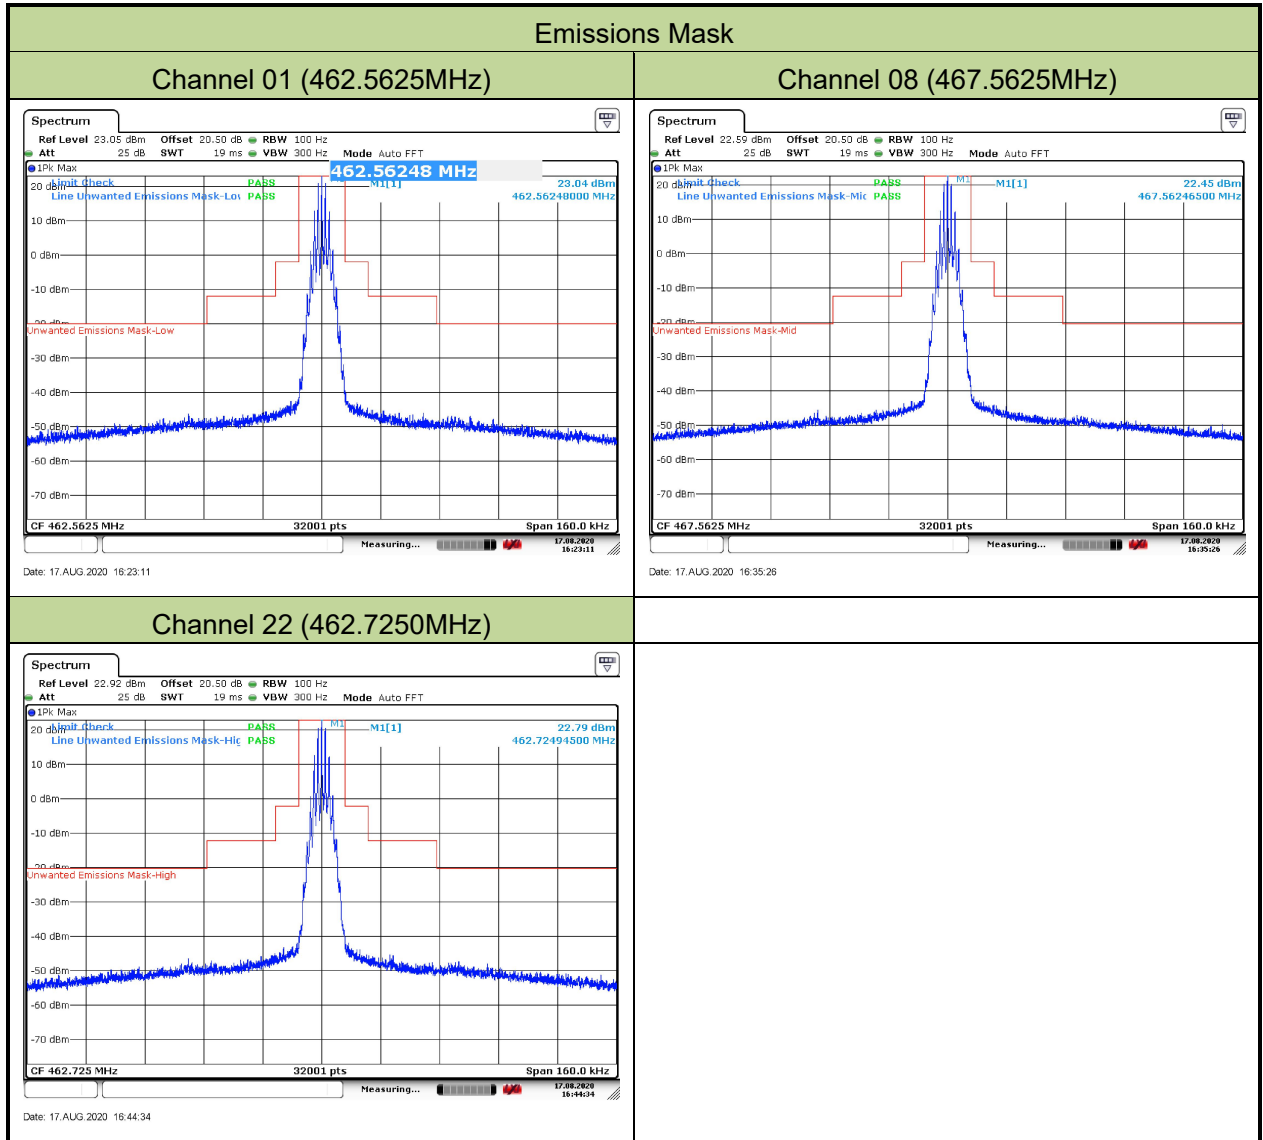 Emissions Mask
Channel 01 (462.5625MHz)
Channel 08 (467.5625MHz)
Spectrum
Ref Level 23.05 dBm Offset 20.50 dB RBW 100 Hz
Att 25 dB SWT 19 ms VBW 300 Hz Mode Auto FFT
1Pk Max
462.56248 MHz
Limit Check PASS M1[1] 23.04 dBm
20 dBm
Line Unwanted Emissions Mask-Lov PASS 462.56248000 MHz
10 dBm
0 dBm
-10 dBm
-20 dBm
Unwanted Emissions Mask-Low
-30 dBm
-40 dBm
-50 dBm
-60 dBm
-70 dBm
CF 462.5625 MHz 32001 pts Span 160.0 kHz
Measuring... 17.08.2020
16:23:11
Date: 17.AUG.2020 16:23:11
Spectrum
Ref Level 22.59 dBm Offset 20.50 dB RBW 100 Hz
Att 25 dB SWT 19 ms VBW 300 Hz Mode Auto FFT
1Pk Max
Limit Check PASS M1 M1[1] 22.45 dBm
20 dBm
Line Unwanted Emissions Mask-Mic PASS 467.56246500 MHz
10 dBm
0 dBm
-10 dBm
-20 dBm
Unwanted Emissions Mask-Mid
-30 dBm
-40 dBm
-50 dBm
-60 dBm
-70 dBm
CF 467.5625 MHz 32001 pts Span 160.0 kHz
Measuring... 17.08.2020
16:35:26
Date: 17.AUG.2020 16:35:26
Channel 22 (462.7250MHz)
Spectrum
Ref Level 22.92 dBm Offset 20.50 dB RBW 100 Hz
Att 25 dB SWT 19 ms VBW 300 Hz Mode Auto FFT
1Pk Max
Limit Check PASS M1 M1[1] 22.79 dBm
20 dBm
Line Unwanted Emissions Mask-Hig PASS 462.72494500 MHz
10 dBm
0 dBm
-10 dBm
-20 dBm
Unwanted Emissions Mask-High
-30 dBm
-40 dBm
-50 dBm
-60 dBm
-70 dBm
CF 462.725 MHz 32001 pts Span 160.0 kHz
Measuring... 17.08.2020
16:44:34
Date: 17.AUG.2020 16:44:34